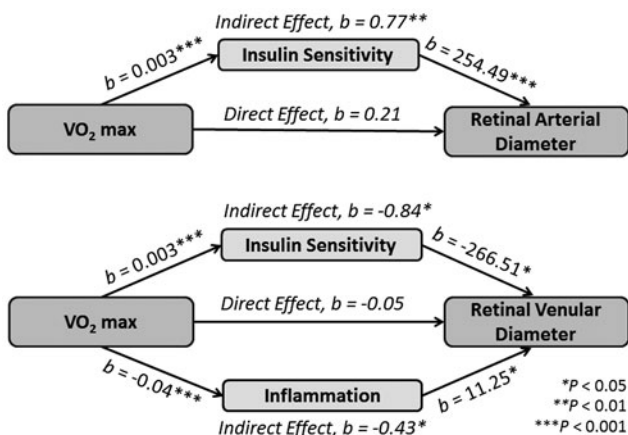 Indirect Effect, b = 0.77**
b = 0.003***
Insulin Sensitivity
b = 254.49***
VO₂ max
Direct Effect, b = 0.21
Retinal Arterial
Diameter
Indirect Effect, b = -0.84*
b = 0.003***
Insulin Sensitivity
b = -266.51*
VO₂ max
Direct Effect, b = -0.05
Retinal Venular
Diameter
b = -0.04***
Inflammation
b = 11.25*
Indirect Effect, b = -0.43*
*P < 0.05
**P < 0.01
***P < 0.001